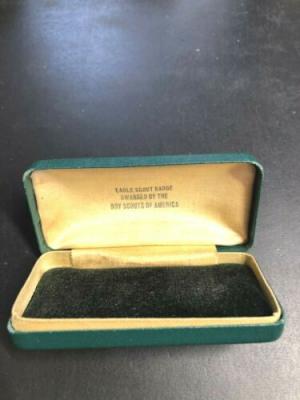 EAGLE SCOUT BADGE
AWARDED BY THE
BOY SCOUTS OF AMERICA